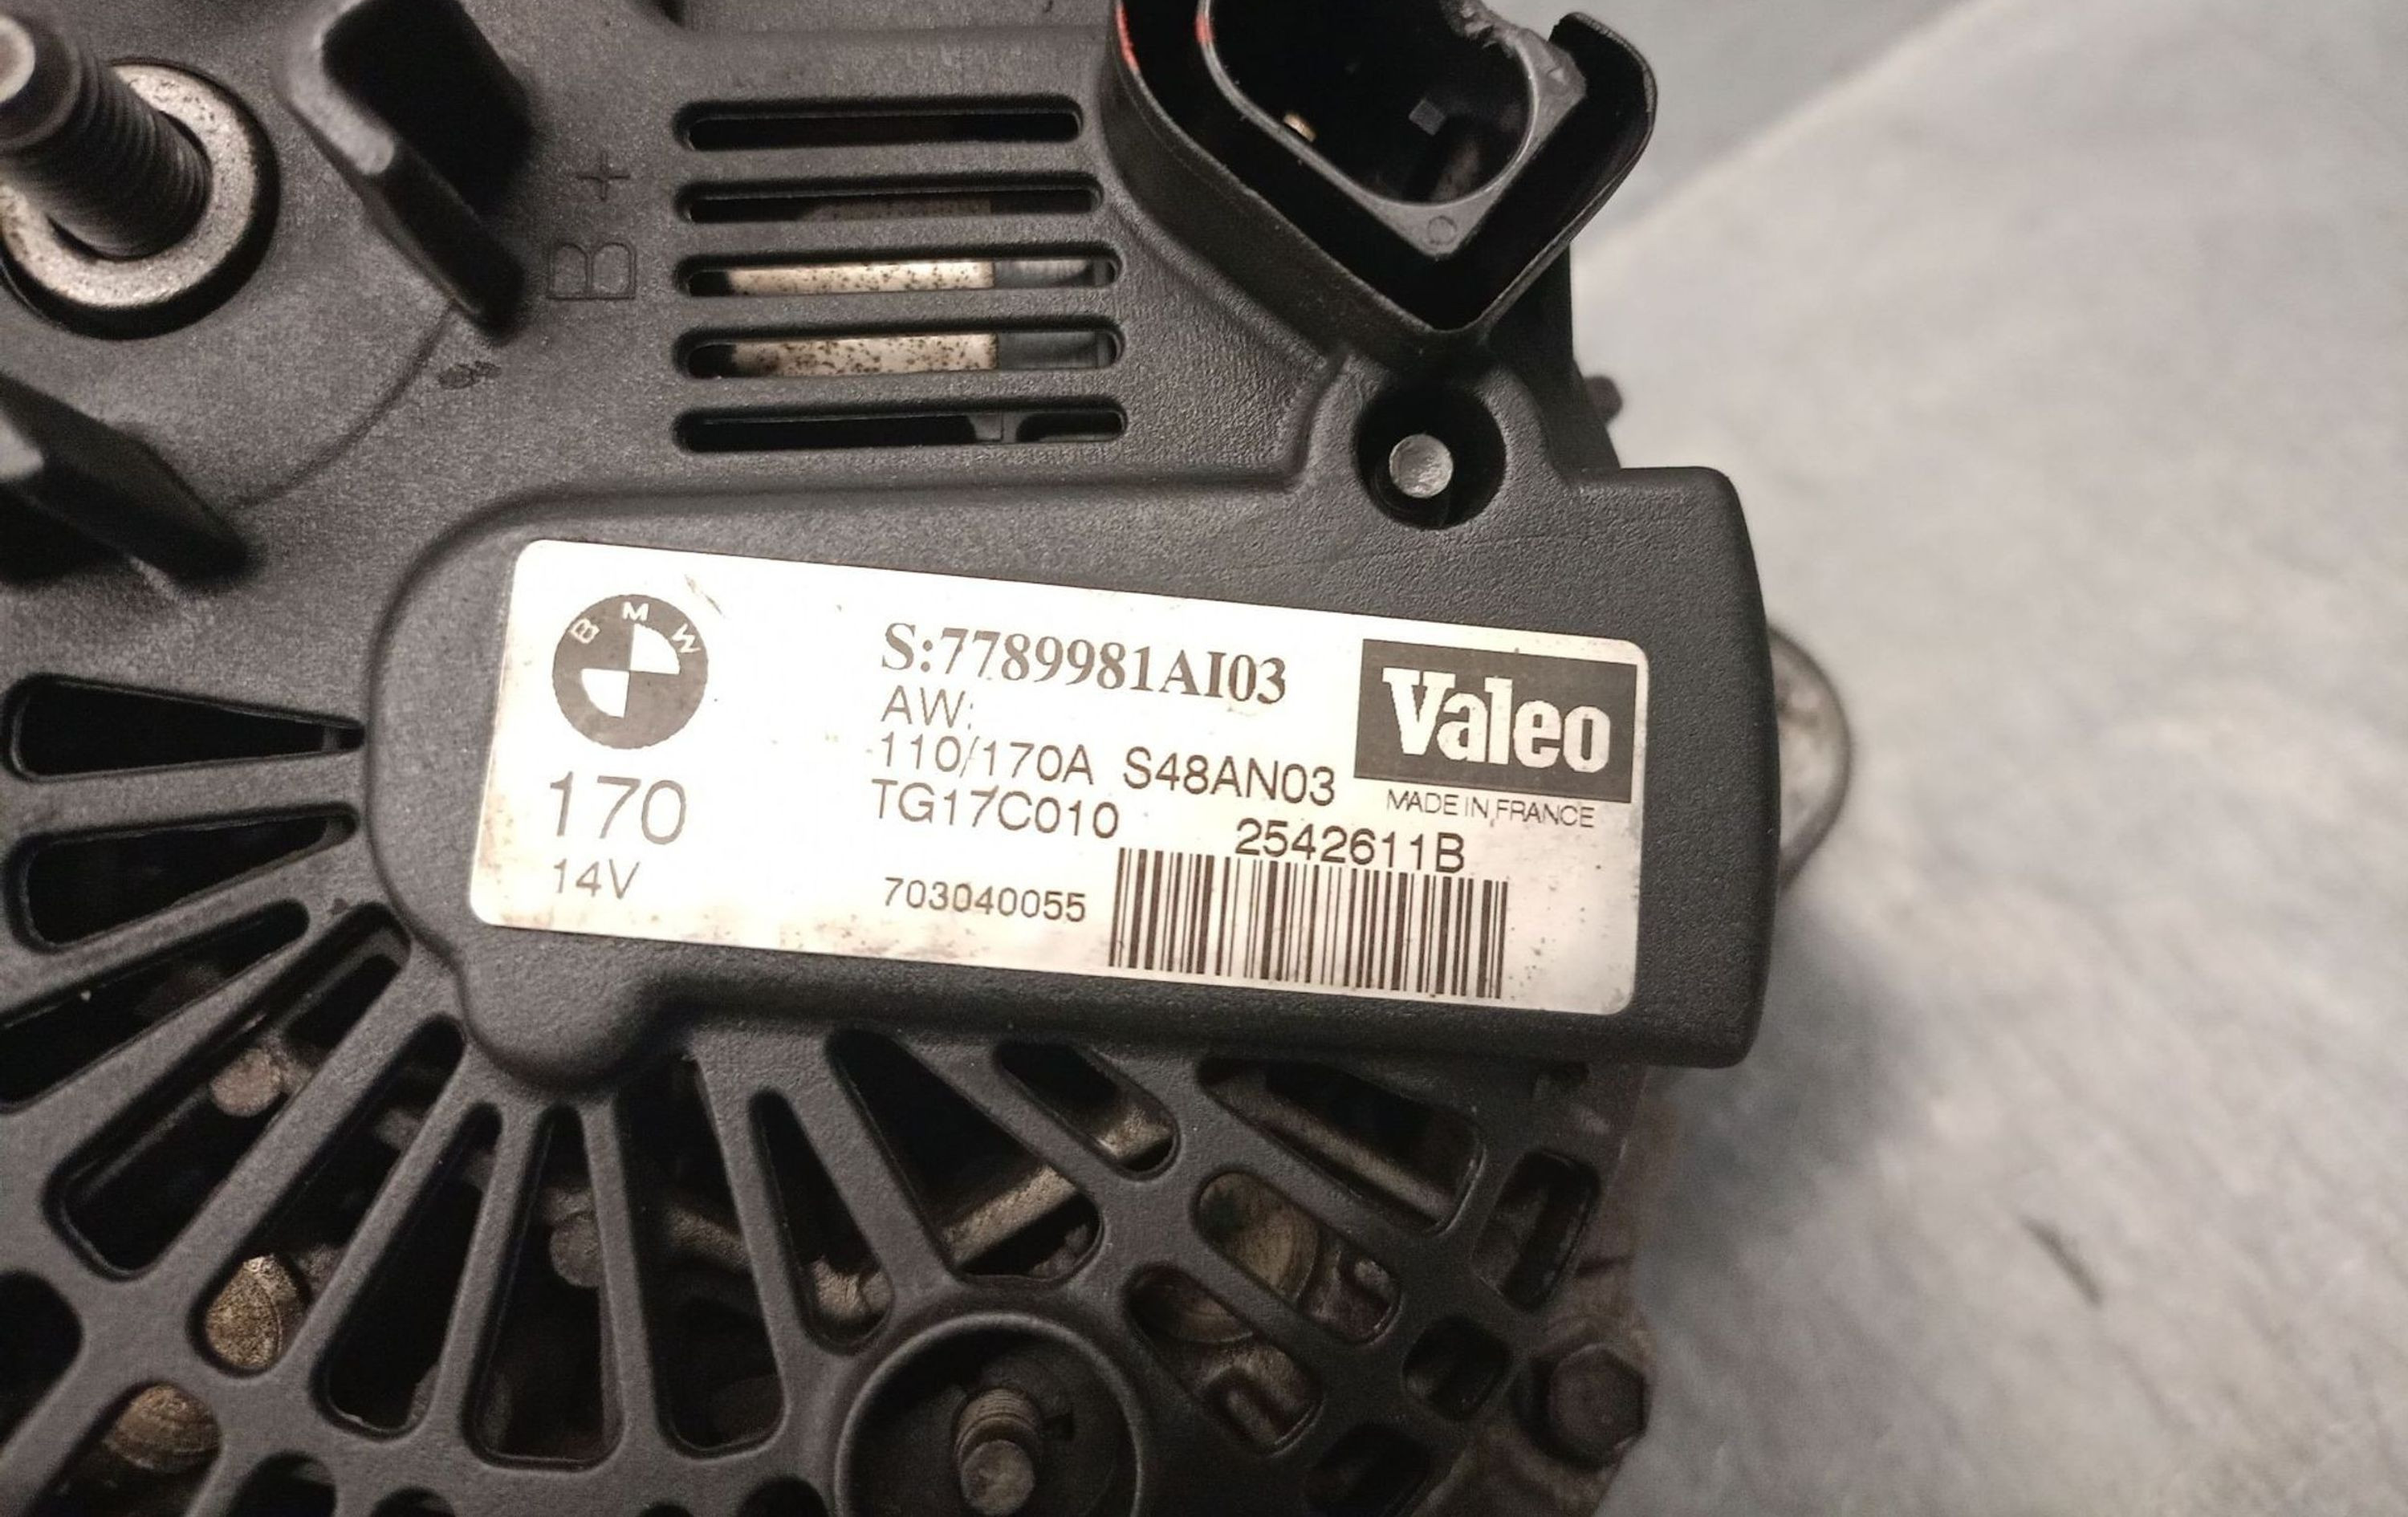 B+
BMW
170
14V
S:7789981AI03
AW:
110/170A S48AN03
TG17C010
2542611B
703040055
Valeo
MADE IN FRANCE